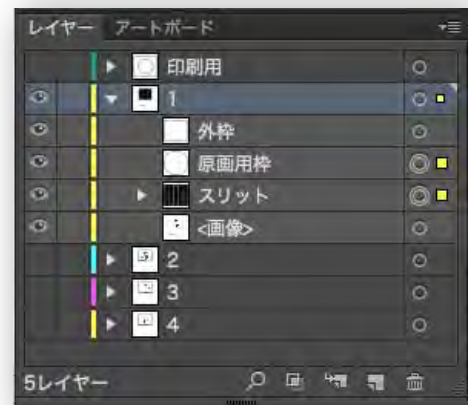 レイヤー アートボード
印刷用
1
外枠
原画用枠
スリット
<画像>
2
3
4
5レイヤー